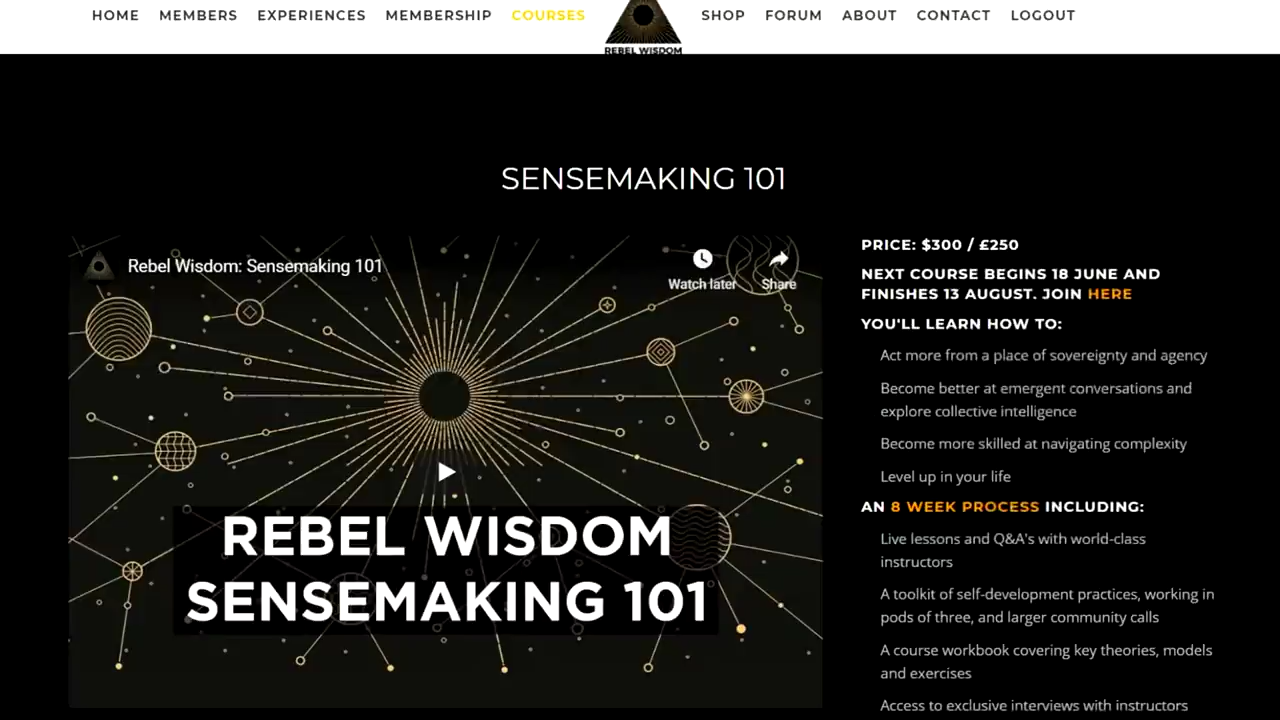 HOME MEMBERS EXPERIENCES MEMBERSHIP COURSES SHOP FORUM ABOUT CONTACT LOGOUT
REBEL WISDOM
SENSEMAKING 101
Rebel Wisdom: Sensemaking 101
Watch later Share
REBEL WISDOM
SENSEMAKING 101
PRICE: $300 / £250
NEXT COURSE BEGINS 18 JUNE AND
FINISHES 13 AUGUST. JOIN HERE
YOU'LL LEARN HOW TO:
Act more from a place of sovereignty and agency
Become better at emergent conversations and
explore collective intelligence
Become more skilled at navigating complexity
Level up in your life
AN 8 WEEK PROCESS INCLUDING:
Live lessons and Q&A's with world-class
instructors
A toolkit of self-development practices, working in
pods of three, and larger community calls
A course workbook covering key theories, models
and exercises
Access to exclusive interviews with instructors